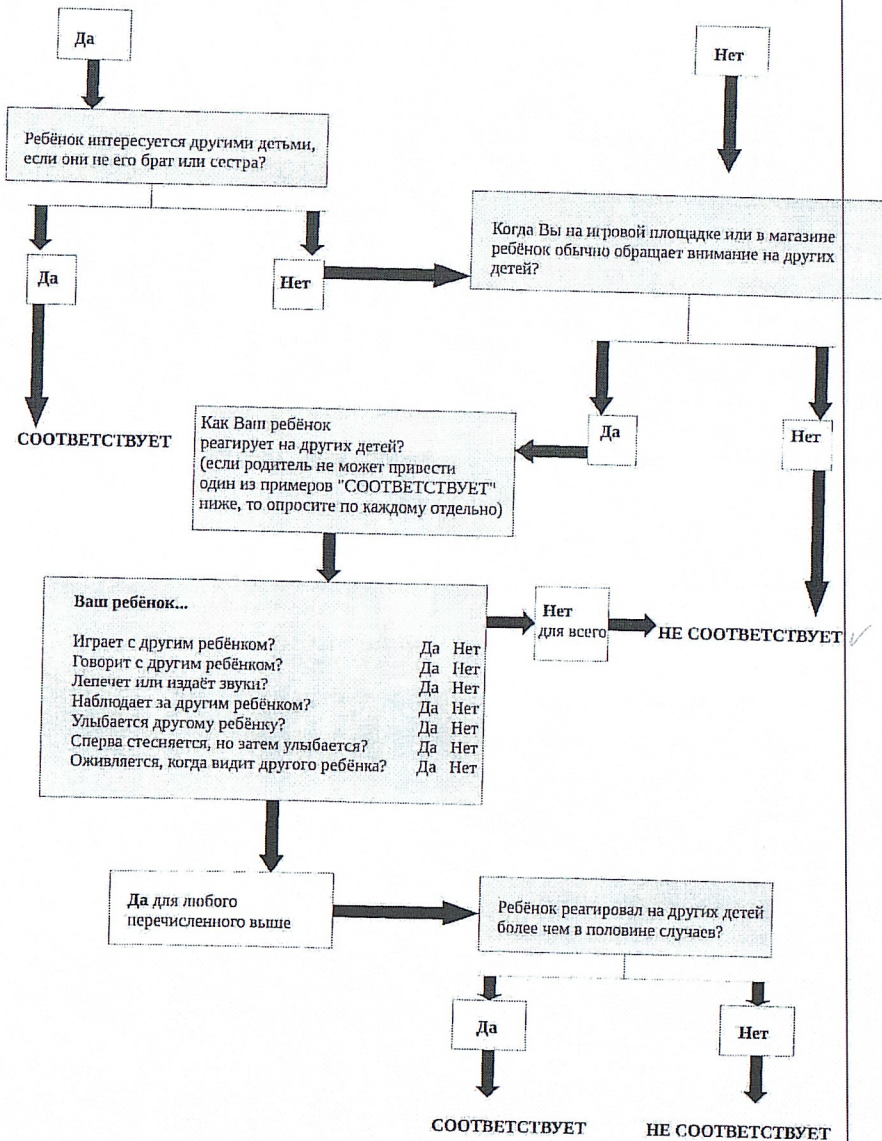 Да
Нет
Ребёнок интересуется другими детьми,
если они не его брат или сестра?
Когда Вы на игровой площадке или в магазине
ребёнок обычно обращает внимание на других
детей?
Да
Нет
СООТВЕТСТВУЕТ
Как Ваш ребёнок
реагирует на других детей?
(если родитель не может привести
один из примеров "СООТВЕТСТВУЕТ"
ниже, то опросите по каждому отдельно)
Да
Нет
Ваш ребёнок...
Играет с другим ребёнком? Да Нет
Говорит с другим ребёнком? Да Нет
Лепечет или издаёт звуки? Да Нет
Наблюдает за другим ребёнком? Да Нет
Улыбается другому ребёнку? Да Нет
Сперва стесняется, но затем улыбается? Да Нет
Оживляется, когда видит другого ребёнка? Да Нет
Нет
для всего
НЕ СООТВЕТСТВУЕТ
Да для любого
перечисленного выше
Ребёнок реагировал на других детей
более чем в половине случаев?
Да
Нет
СООТВЕТСТВУЕТ
НЕ СООТВЕТСТВУЕТ